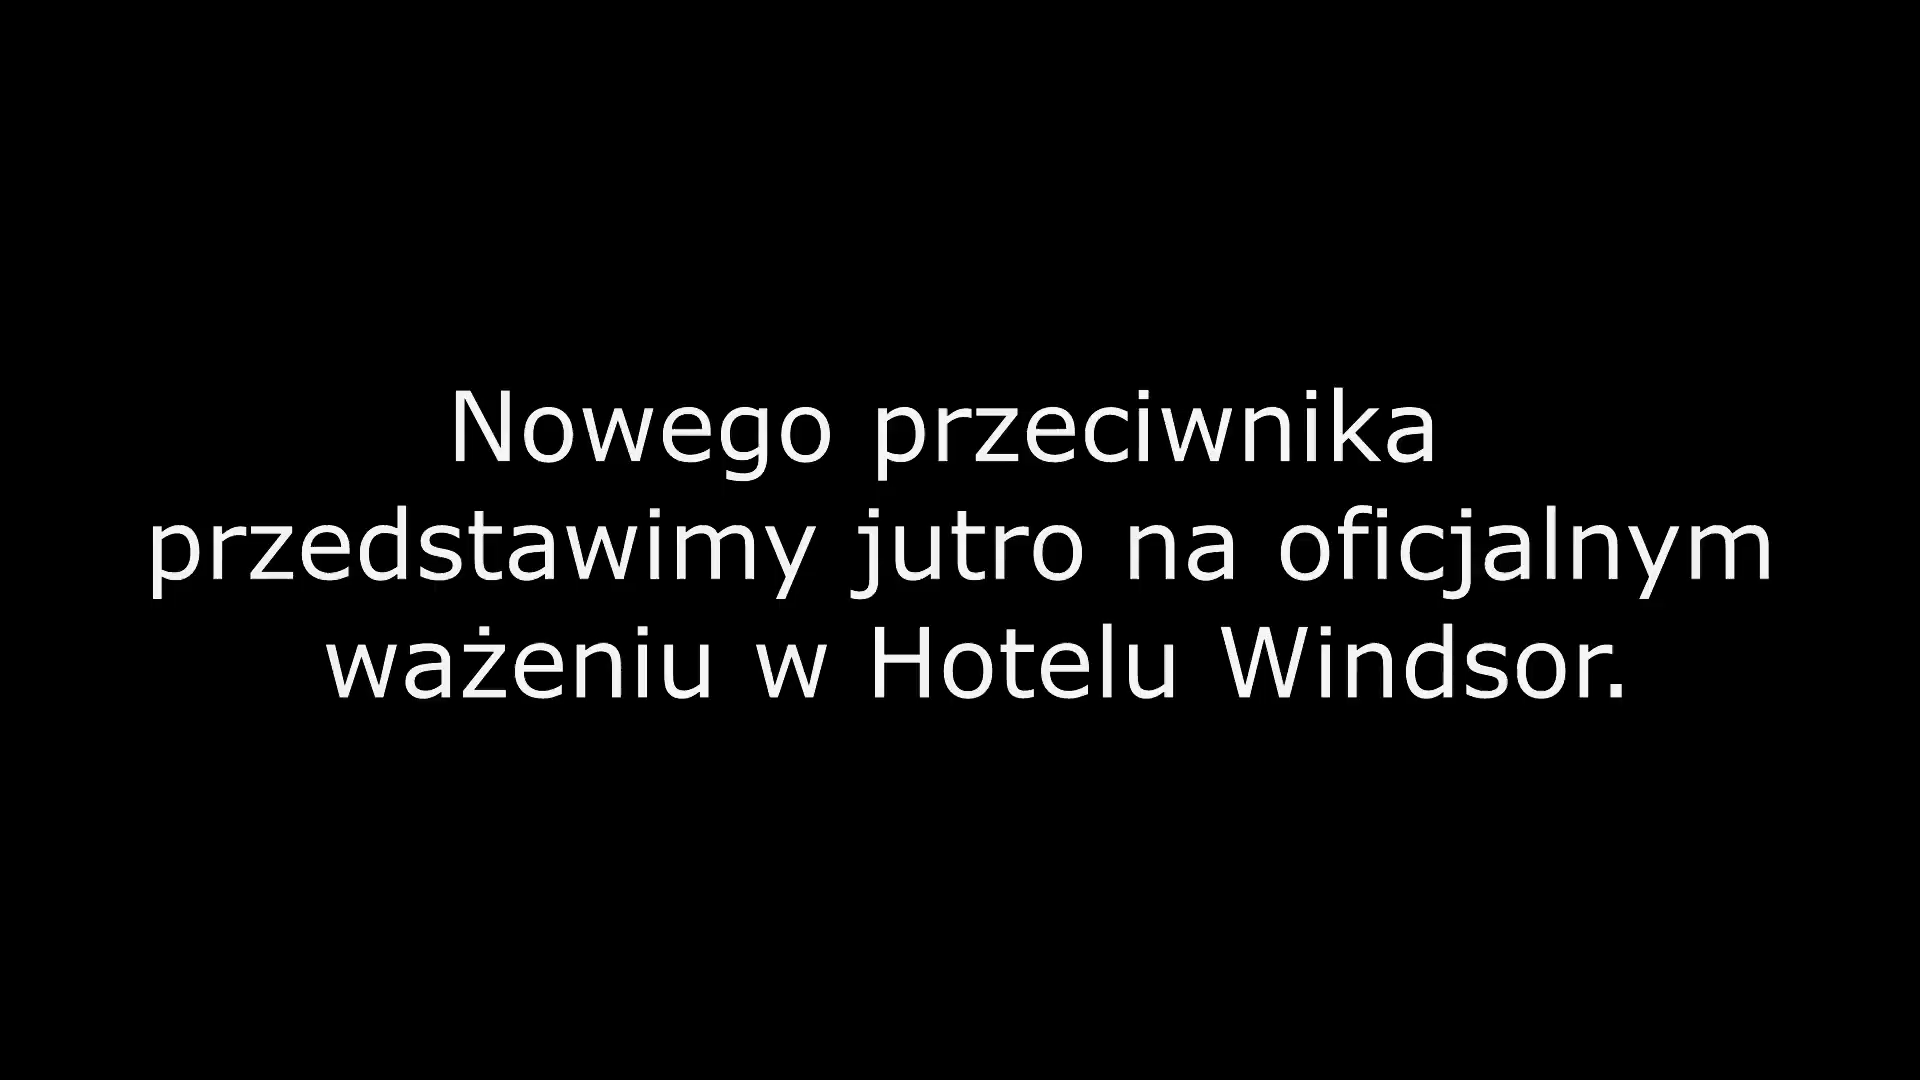 Nowego przeciwnika
przedstawimy jutro na oficjalnym
ważeniu w Hotelu Windsor.